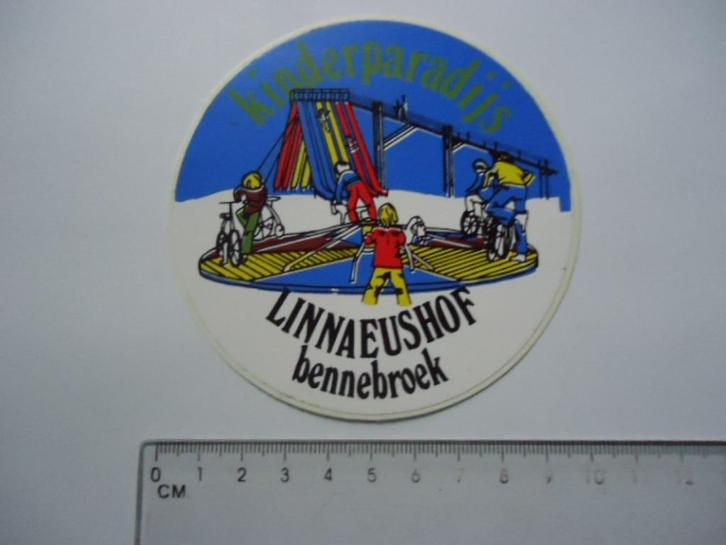 kinderparadijs
LINNAEUSHOF
bennebroek
0 1 2 3 4 5 6 7 8 9 10 11 12
CM